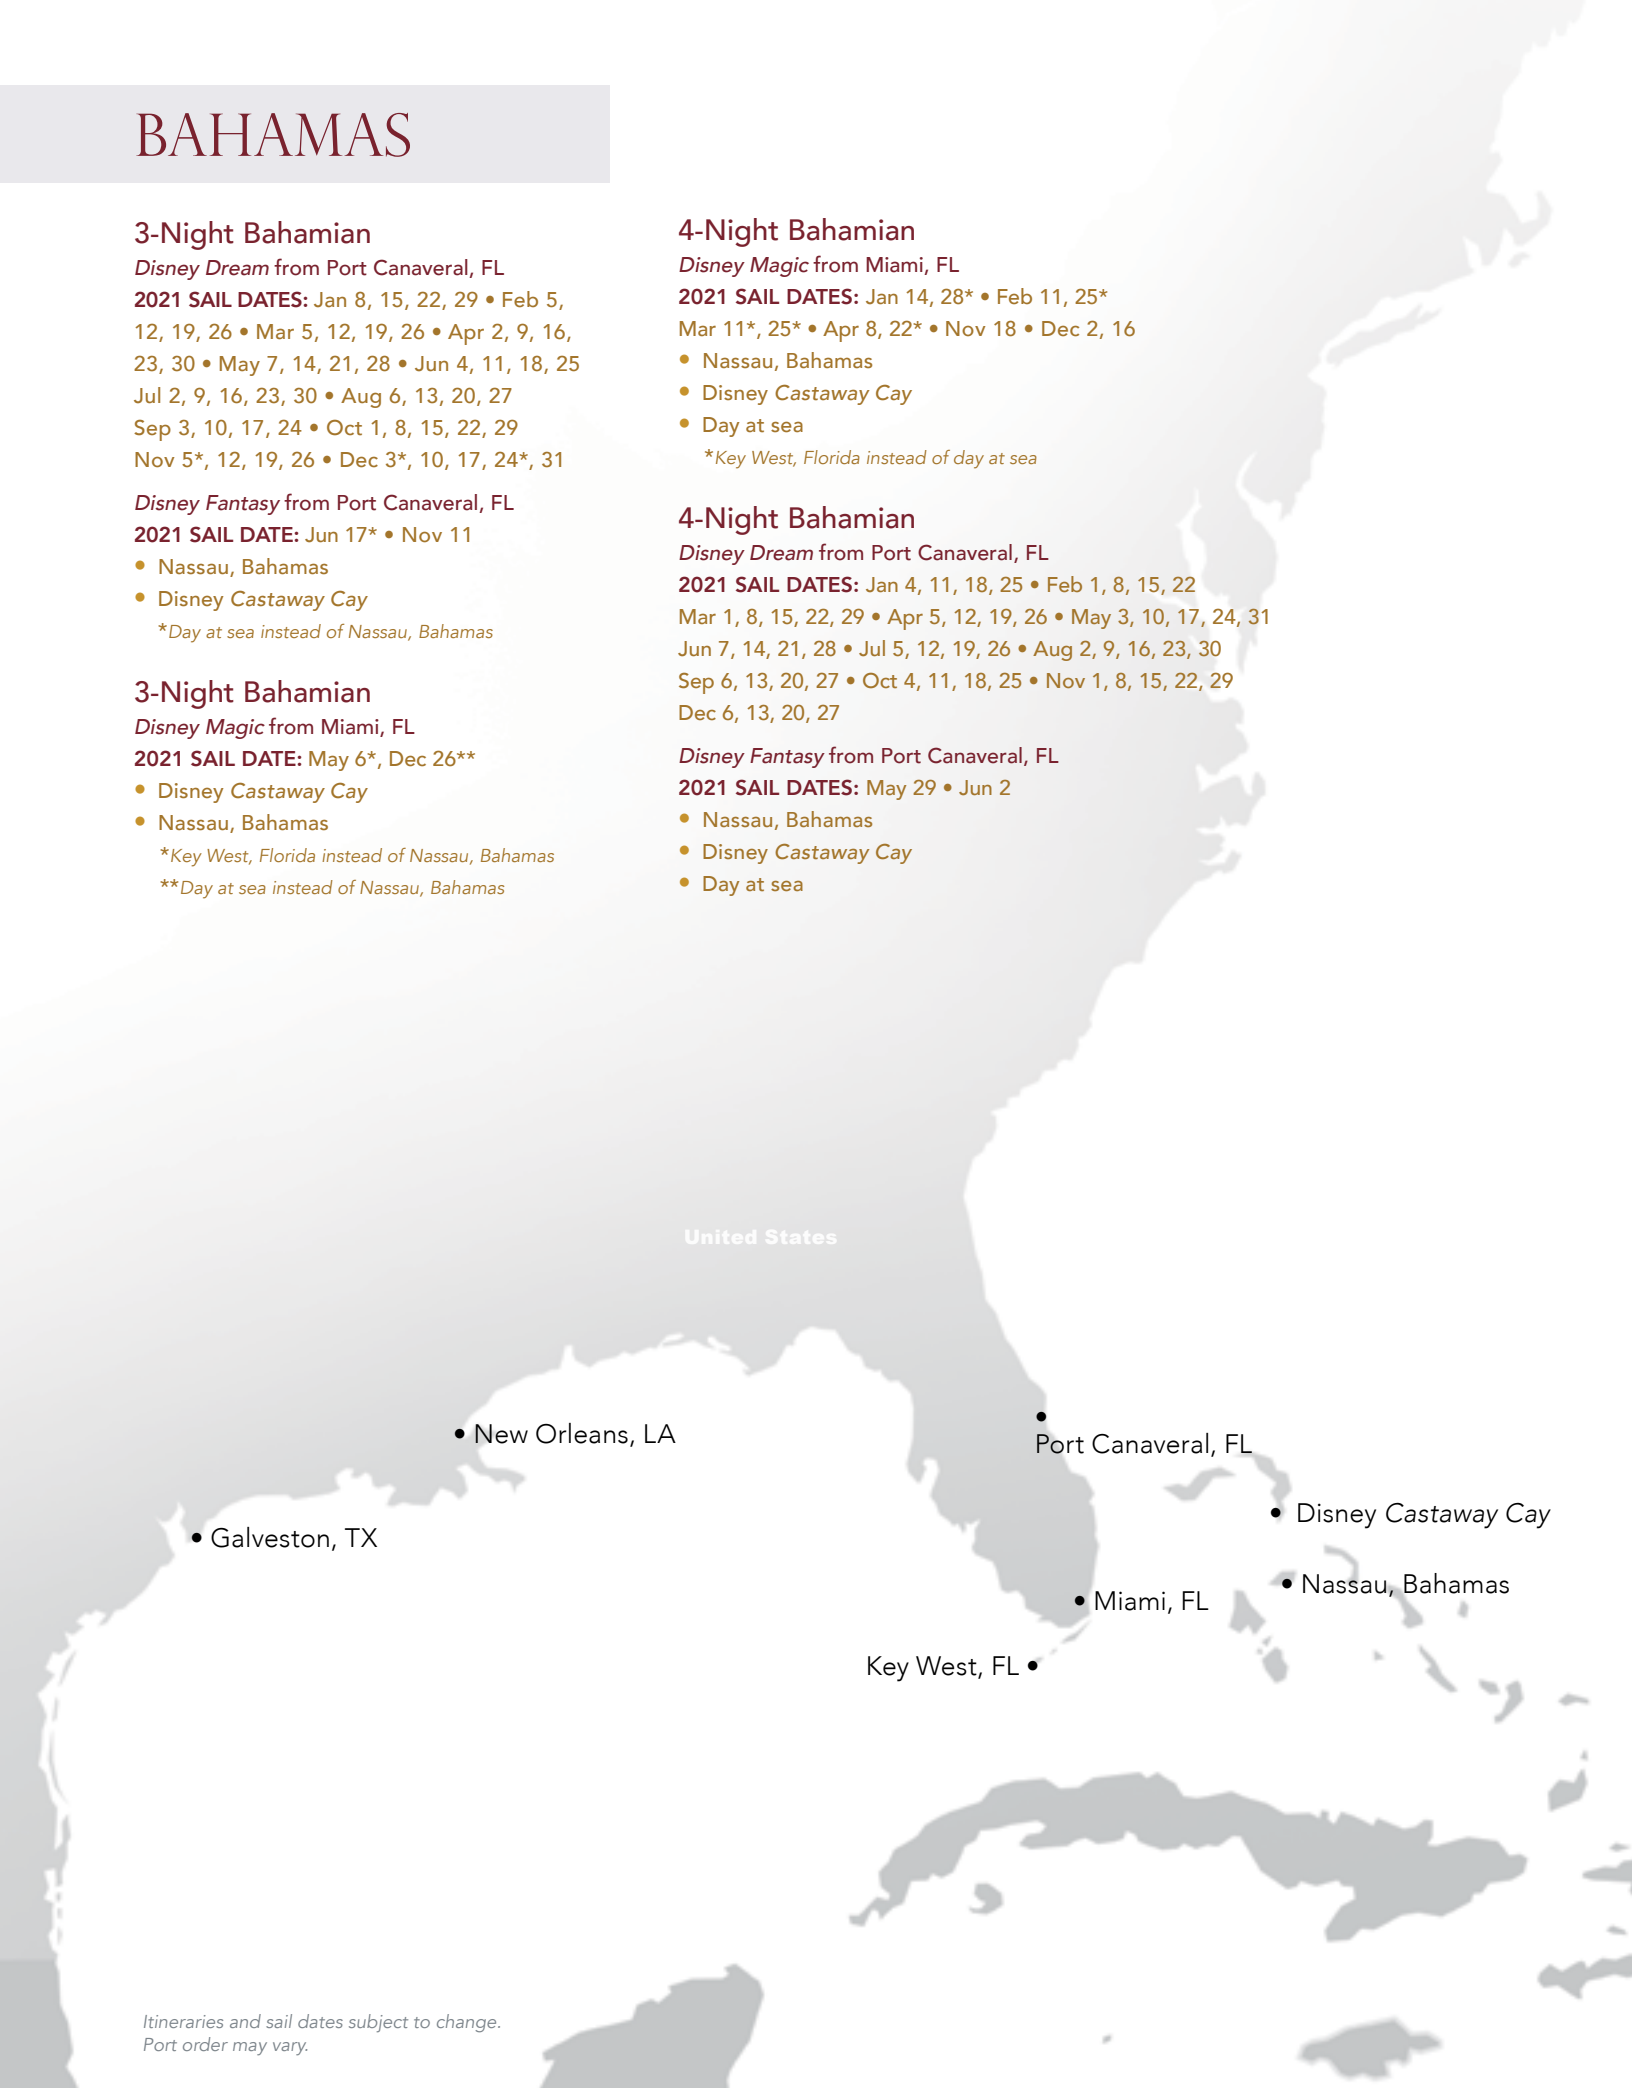 BAHAMAS
3-Night Bahamian
Disney Dream from Port Canaveral, FL
2021 SAIL DATES: Jan 8, 15, 22, 29 • Feb 5,
12, 19, 26 • Mar 5, 12, 19, 26 • Apr 2, 9, 16,
23, 30 • May 7, 14, 21, 28 • Jun 4, 11, 18, 25
Jul 2, 9, 16, 23, 30 • Aug 6, 13, 20, 27
Sep 3, 10, 17, 24 • Oct 1, 8, 15, 22, 29
Nov 5*, 12, 19, 26 • Dec 3*, 10, 17, 24*, 31
Disney Fantasy from Port Canaveral, FL
2021 SAIL DATE: Jun 17* • Nov 11
• Nassau, Bahamas
• Disney Castaway Cay
*Day at sea instead of Nassau, Bahamas
3-Night Bahamian
Disney Magic from Miami, FL
2021 SAIL DATE: May 6*, Dec 26**
• Disney Castaway Cay
• Nassau, Bahamas
*Key West, Florida instead of Nassau, Bahamas
**Day at sea instead of Nassau, Bahamas
4-Night Bahamian
Disney Magic from Miami, FL
2021 SAIL DATES: Jan 14, 28* • Feb 11, 25*
Mar 11*, 25* • Apr 8, 22* • Nov 18 • Dec 2, 16
• Nassau, Bahamas
• Disney Castaway Cay
• Day at sea
*Key West, Florida instead of day at sea
4-Night Bahamian
Disney Dream from Port Canaveral, FL
2021 SAIL DATES: Jan 4, 11, 18, 25 • Feb 1, 8, 15, 22
Mar 1, 8, 15, 22, 29 • Apr 5, 12, 19, 26 • May 3, 10, 17, 24, 31
Jun 7, 14, 21, 28 • Jul 5, 12, 19, 26 • Aug 2, 9, 16, 23, 30
Sep 6, 13, 20, 27 • Oct 4, 11, 18, 25 • Nov 1, 8, 15, 22, 29
Dec 6, 13, 20, 27
Disney Fantasy from Port Canaveral, FL
2021 SAIL DATES: May 29 • Jun 2
• Nassau, Bahamas
• Disney Castaway Cay
• Day at sea
United States
• New Orleans, LA
• Port Canaveral, FL
• Disney Castaway Cay
• Galveston, TX
• Nassau, Bahamas
• Miami, FL
Key West, FL •
Itineraries and sail dates subject to change.
Port order may vary.